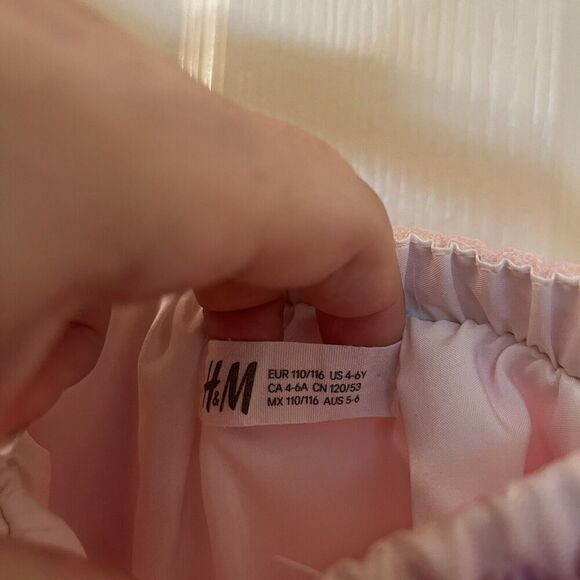 H&M
EUR 110/116 US 4-6Y
CA 4-6A CN 120/53
MX 110/116 AUS 5-6